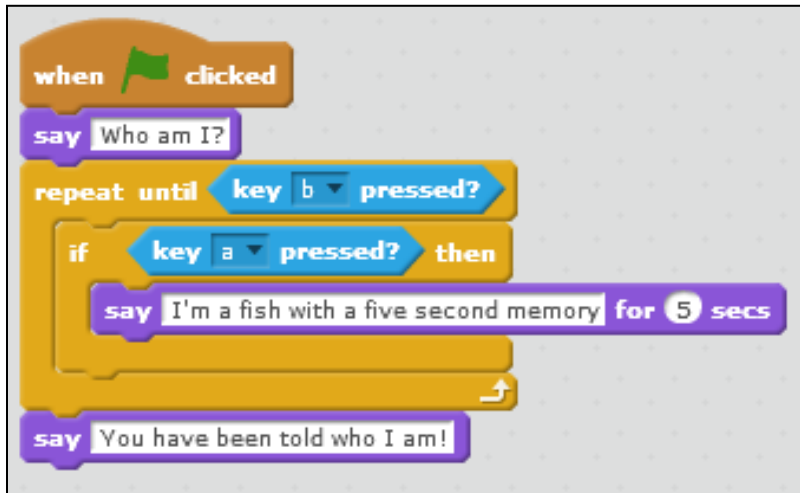 when clicked
say Who am I?
repeat until key b pressed?
if key a pressed? then
say I'm a fish with a five second memory for 5 secs
say You have been told who I am!